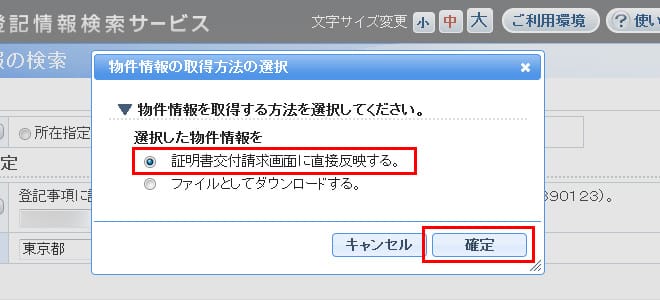 登記情報検索サービス 文字サイズ変更 小 中 大 ご利用環境 ? 使い
報の検索
物件情報の取得方法の選択
物件情報を取得する方法を選択してください。
所在指定
選択した物件情報を
証明書交付請求画面に直接反映する。
定
ファイルとしてダウンロードする。
登記事項に
890123)。
東京都
キャンセル 確定